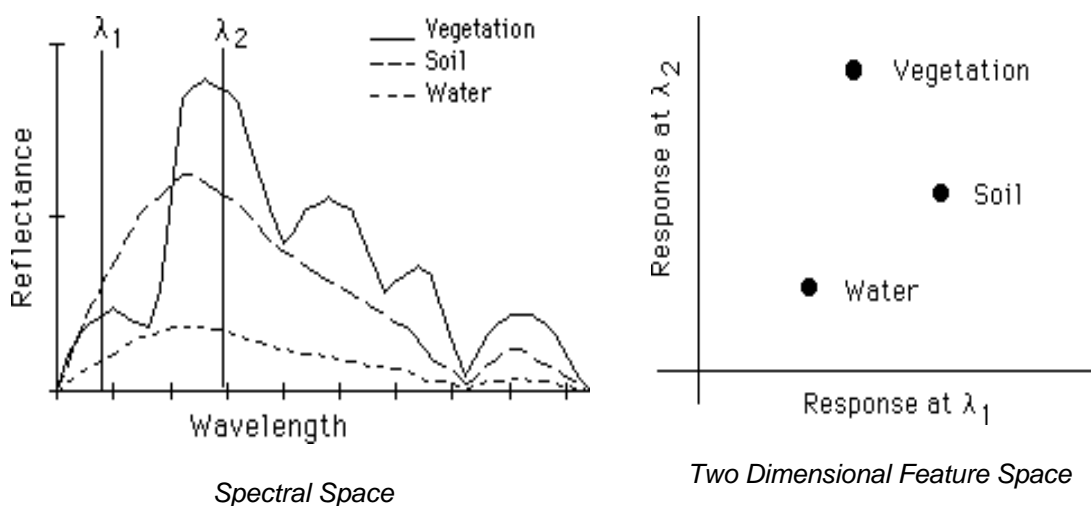 λ1
λ2
Vegetation
Soil
Water
Reflectance
Wavelength
Spectral Space
Response at λ2
Vegetation
Soil
Water
Response at λ1
Two Dimensional Feature Space